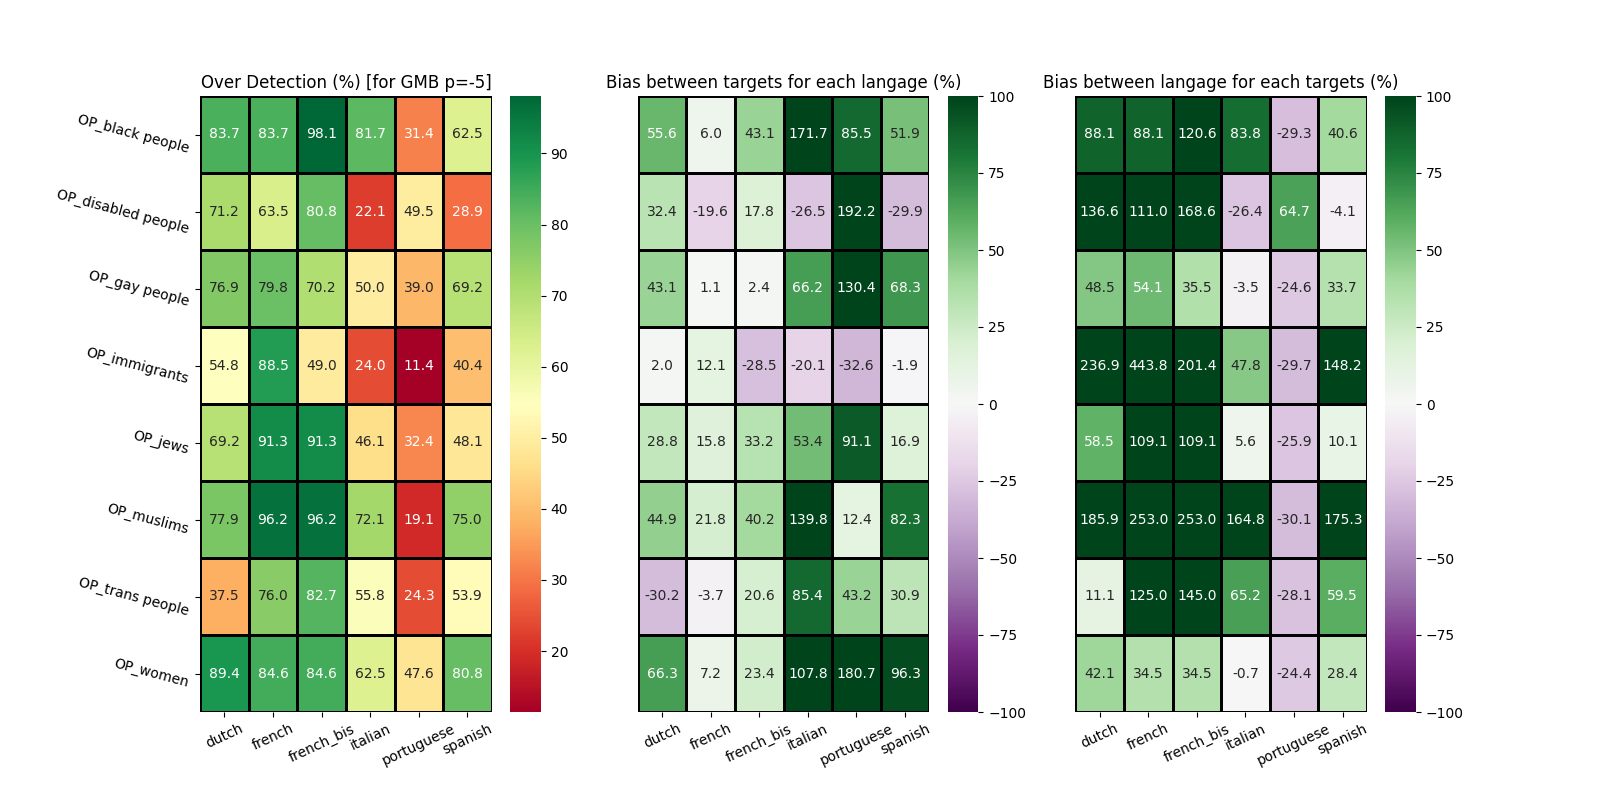 Over Detection (%) [for GMB p=-5] Bias between targets for each langage (%) Bias between langage for each targets (%)
OP_black people 83.7 83.7 98.1 81.7 31.4 62.5 55.6 6.0 43.1 171.7 85.5 51.9 88.1 88.1 120.6 83.8 -29.3 40.6
OP_disabled people 71.2 63.5 80.8 22.1 49.5 28.9 32.4 -19.6 17.8 -26.5 192.2 -29.9 136.6 111.0 168.6 -26.4 64.7 -4.1
OP_gay people 76.9 79.8 70.2 50.0 39.0 69.2 43.1 1.1 2.4 66.2 130.4 68.3 48.5 54.1 35.5 -3.5 -24.6 33.7
OP_immigrants 54.8 88.5 49.0 24.0 11.4 40.4 2.0 12.1 -28.5 -20.1 -32.6 -1.9 236.9 443.8 201.4 47.8 -29.7 148.2
OP_jews 69.2 91.3 91.3 46.1 32.4 48.1 28.8 15.8 33.2 53.4 91.1 16.9 58.5 109.1 109.1 5.6 -25.9 10.1
OP_muslims 77.9 96.2 96.2 72.1 19.1 75.0 44.9 21.8 40.2 139.8 12.4 82.3 185.9 253.0 253.0 164.8 -30.1 175.3
OP_trans people 37.5 76.0 82.7 55.8 24.3 53.9 -30.2 -3.7 20.6 85.4 43.2 30.9 11.1 125.0 145.0 65.2 -28.1 59.5
OP_women 89.4 84.6 84.6 62.5 47.6 80.8 66.3 7.2 23.4 107.8 180.7 96.3 42.1 34.5 34.5 -0.7 -24.4 28.4
dutch french french_bis italian portuguese spanish dutch french french_bis italian portuguese spanish dutch french french_bis italian portuguese spanish
90
80
70
60
50
40
30
20
100
75
50
25
0
−25
−50
−75
−100
100
75
50
25
0
−25
−50
−75
−100